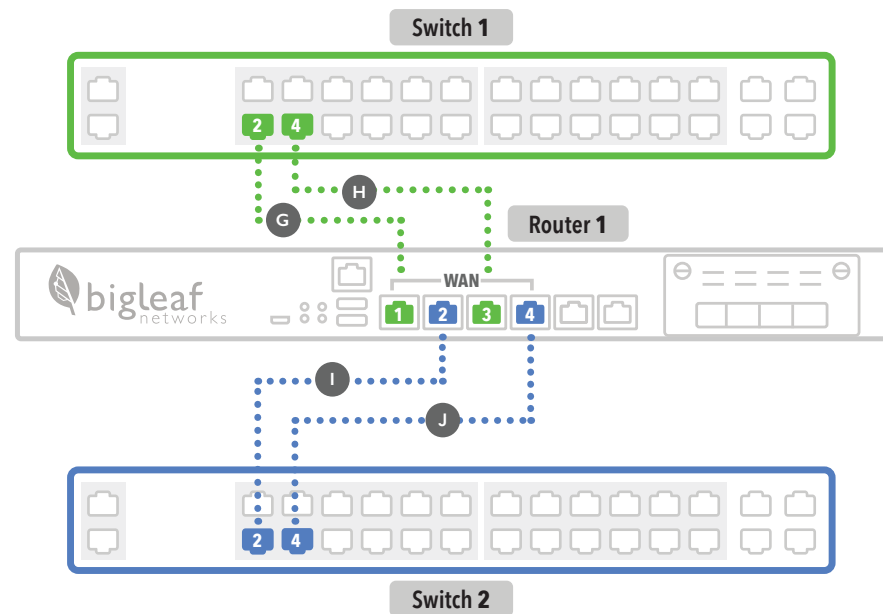 Switch 1
2 4
H
G
Router 1
WAN
bigleaf
networks
1 2 3 4
I
J
2 4
Switch 2